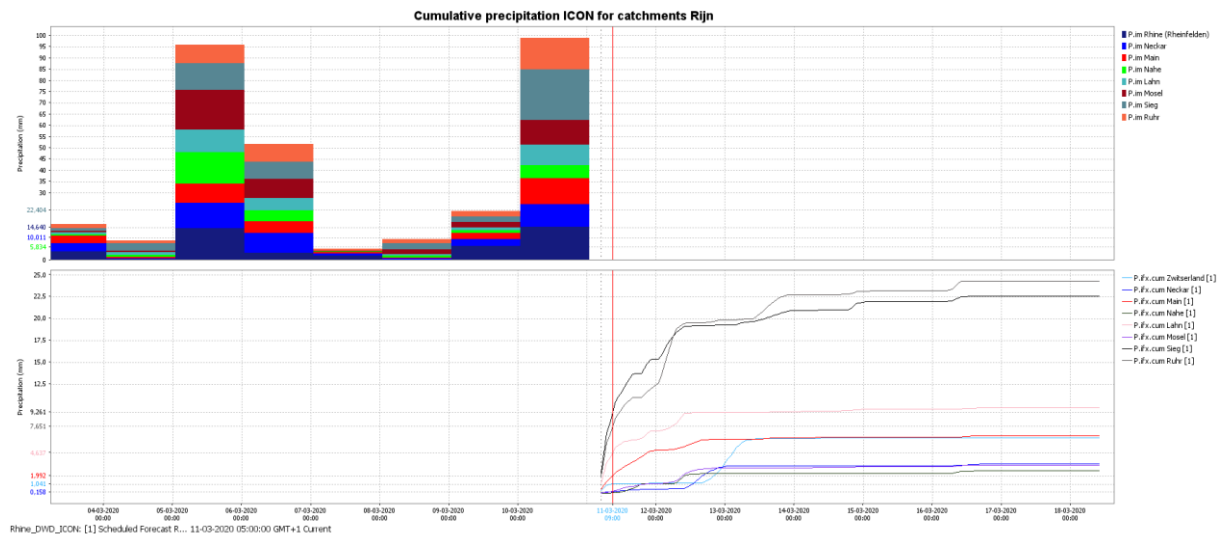 Cumulative precipitation ICON for catchments Rijn
Precipitation (mm)
100
95
90
85
80
75
70
65
60
55
50
45
40
35
30
22,404
14,640
10,011
5,834
0
P.im Rhine (Rheinfelden)
P.im Neckar
P.im Main
P.im Nahe
P.im Lahn
P.im Mosel
P.im Sieg
P.im Ruhr
Precipitation (mm)
25.0
22.5
20.0
17.5
15.0
12.5
9.261
7.651
1.992
1.041
0.158
P.ifx.cum Zwitserland [1]
P.ifx.cum Neckar [1]
P.ifx.cum Main [1]
P.ifx.cum Nahe [1]
P.ifx.cum Lahn [1]
P.ifx.cum Mosel [1]
P.ifx.cum Sieg [1]
P.ifx.cum Ruhr [1]
04-03-2020 05-03-2020 06-03-2020 07-03-2020 08-03-2020 09-03-2020 10-03-2020 11-03-2020 12-03-2020 13-03-2020 14-03-2020 15-03-2020 16-03-2020 17-03-2020 18-03-2020
00:00 00:00 00:00 00:00 00:00 00:00 00:00 09:00 00:00 00:00 00:00 00:00 00:00 00:00 00:00
Rhine_DWD_ICON: [1] Scheduled Forecast R... 11-03-2020 05:00:00 GMT+1 Current